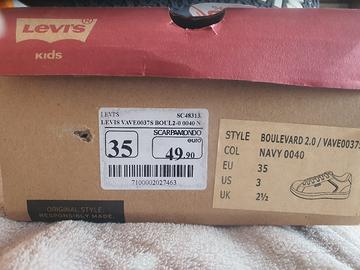 Levi's
KIDS
LEVI'S SC48313
LEVIS VAVE0037S BOUL2-0 0040 N
SCARPAMONDO
35
euro
49.90
7100002027463
STYLE BOULEVARD 2.0 / VAVE0037S
COL NAVY 0040
EU 35
US 3
UK 2½
ORIGINAL STYLE
RESPONSIBLY MADE.